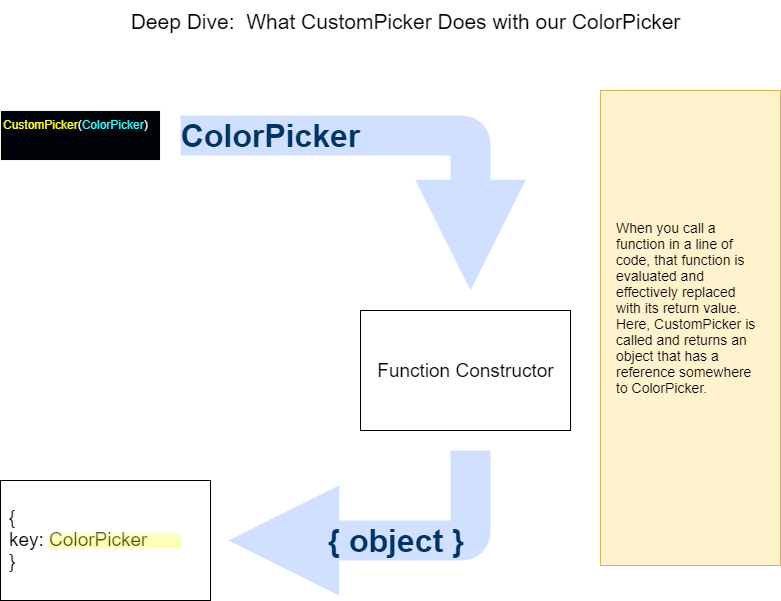 Deep Dive:  What CustomPicker Does with our ColorPicker
CustomPicker(ColorPicker)
ColorPicker
When you call a
function in a line of
code, that function is
evaluated and
effectively replaced
with its return value.
Here, CustomPicker is
called and returns an
object that has a
reference somewhere
to ColorPicker.
Function Constructor
{ object }
{
key: ColorPicker
}